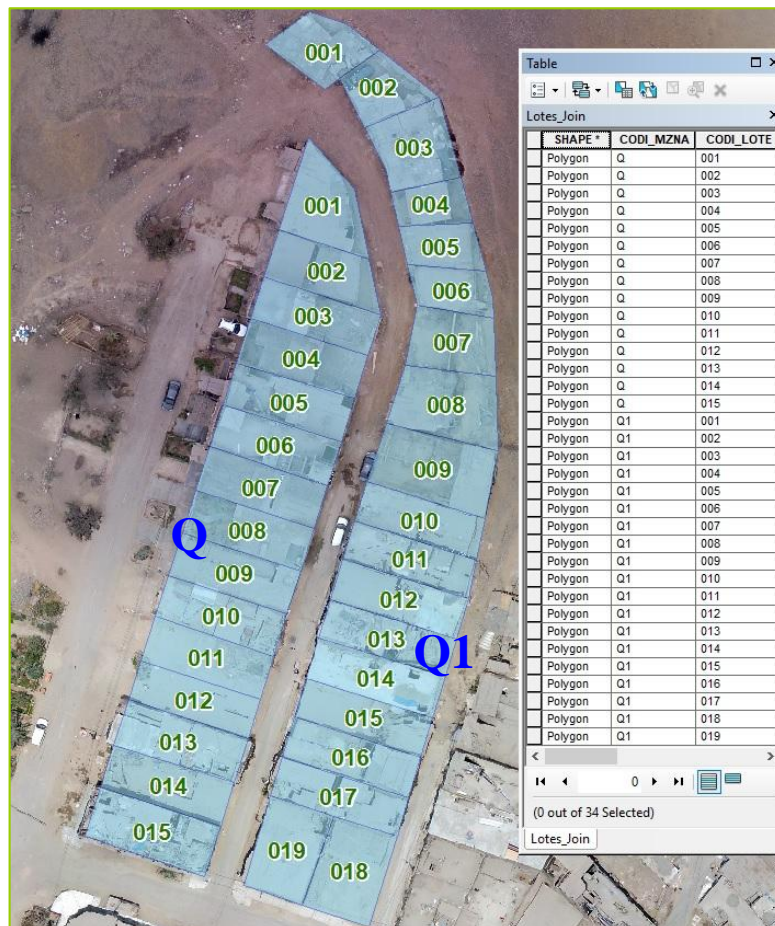 001
002
003
004
005
006
007
008
009
010
011
012
013
014
015
016
017
019
018
001
002
003
004
005
006
007
008
009
010
011
012
013
014
015
Q
Q1
Table
Lotes_Join
SHAPE * CODI_MZNA CODI_LOTE
Polygon Q 001
Polygon Q 002
Polygon Q 003
Polygon Q 004
Polygon Q 005
Polygon Q 006
Polygon Q 007
Polygon Q 008
Polygon Q 009
Polygon Q 010
Polygon Q 011
Polygon Q 012
Polygon Q 013
Polygon Q 014
Polygon Q 015
Polygon Q1 001
Polygon Q1 002
Polygon Q1 003
Polygon Q1 004
Polygon Q1 005
Polygon Q1 006
Polygon Q1 007
Polygon Q1 008
Polygon Q1 009
Polygon Q1 010
Polygon Q1 011
Polygon Q1 012
Polygon Q1 013
Polygon Q1 014
Polygon Q1 015
Polygon Q1 016
Polygon Q1 017
Polygon Q1 018
Polygon Q1 019
0
(0 out of 34 Selected)
Lotes_Join